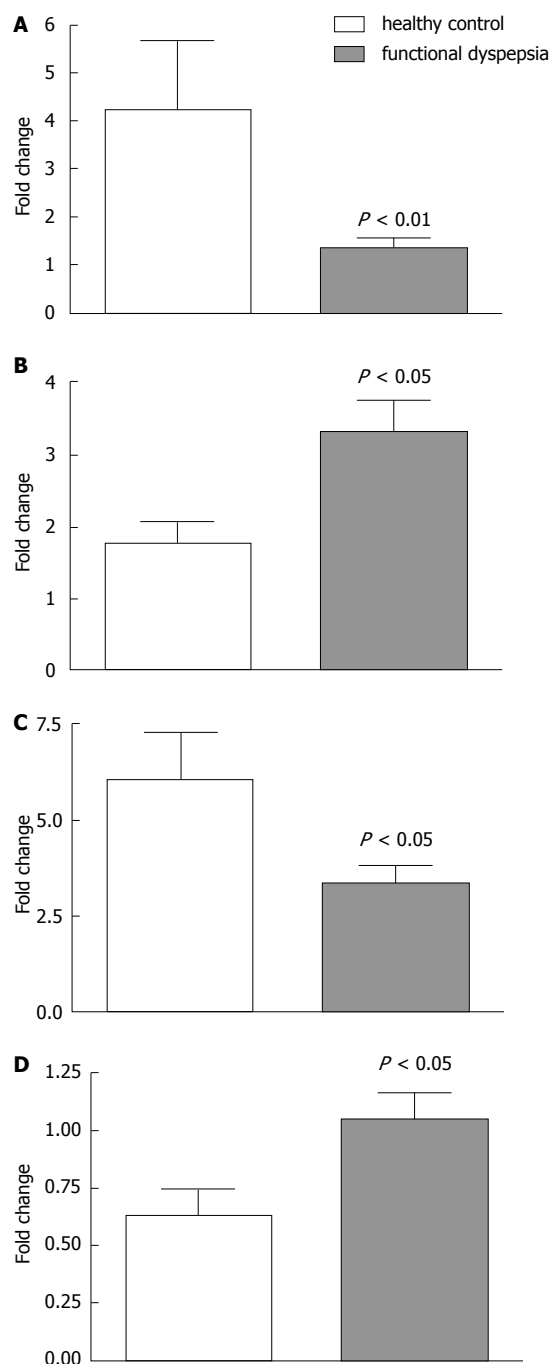 A
healthy control
functional dyspepsia
6
5
4
3
2
1
0
Fold change
P < 0.01
B
4
3
2
1
0
Fold change
P < 0.05
C
7.5
5.0
2.5
0.0
Fold change
P < 0.05
D
1.25
1.00
0.75
0.50
0.25
0.00
Fold change
P < 0.05